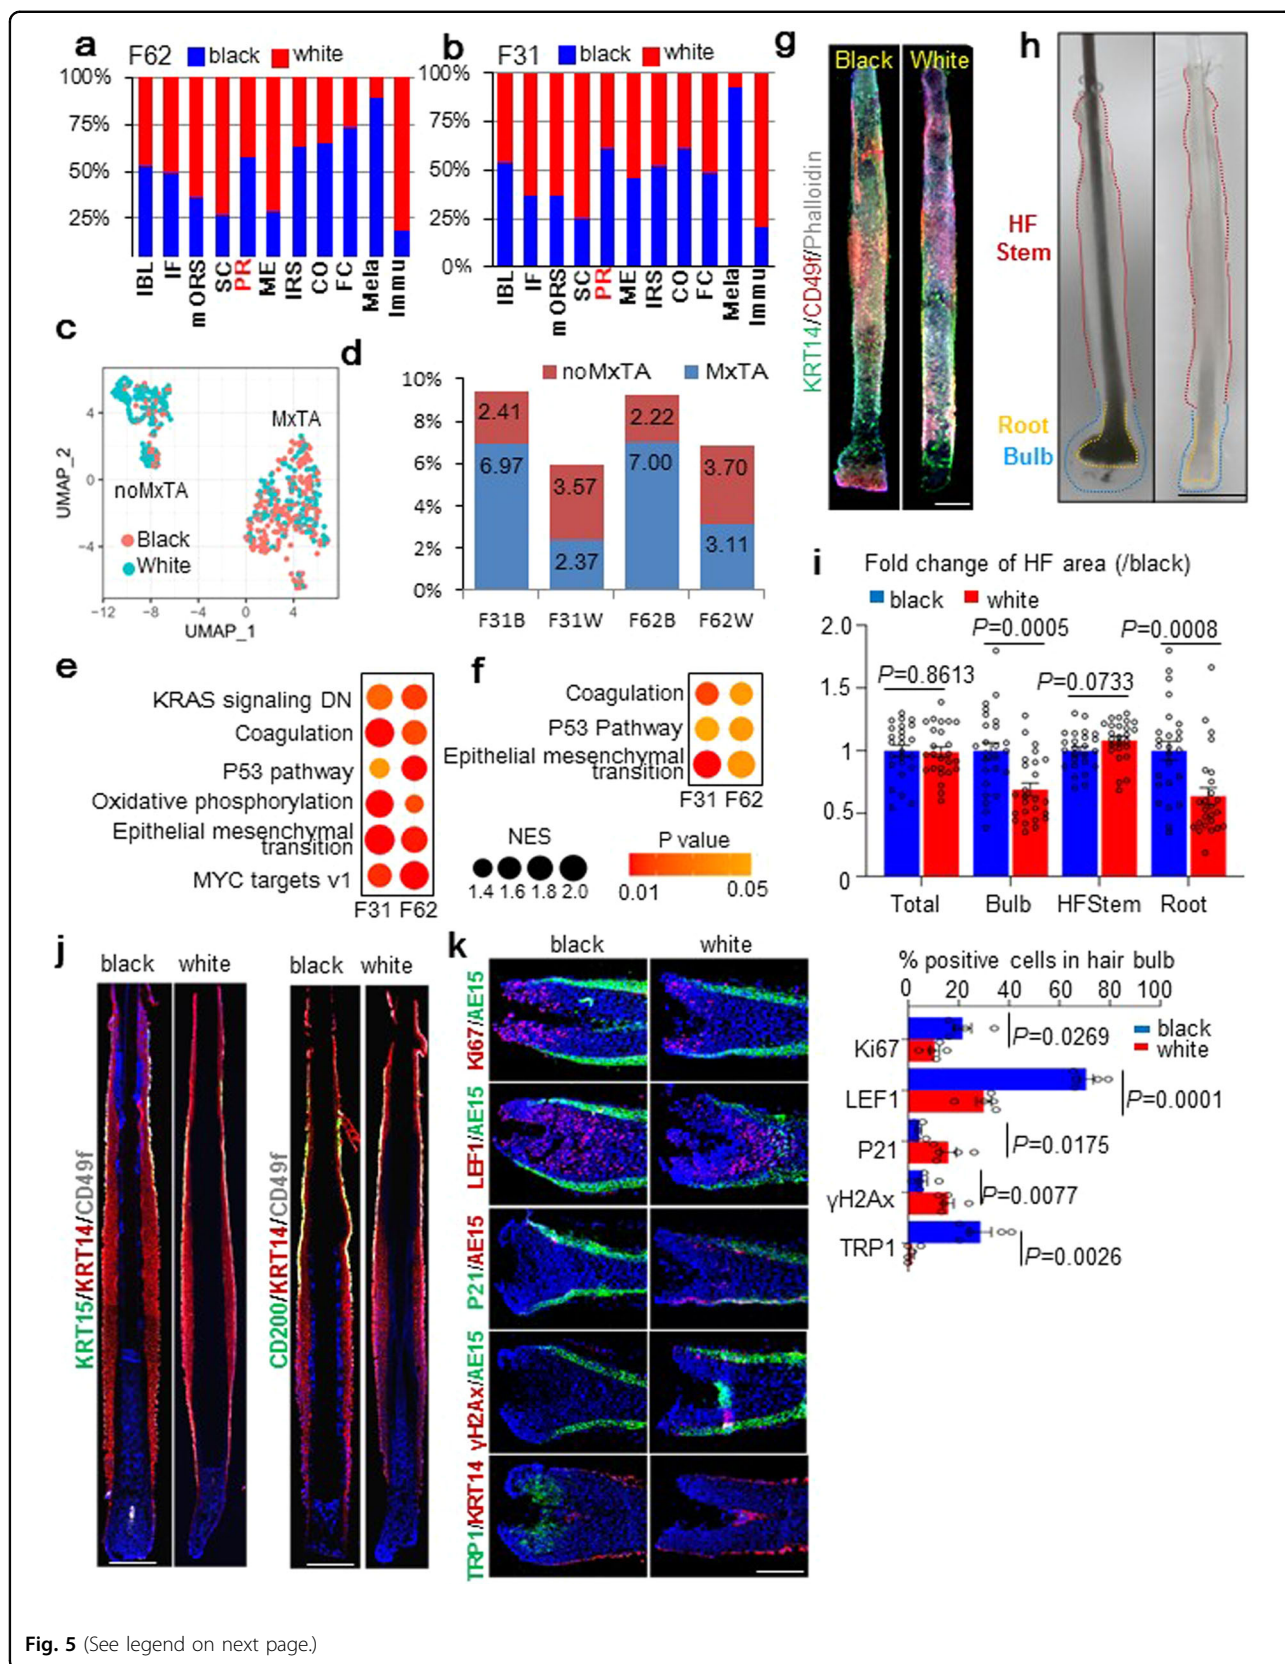 a
F62
black
white
100%
75%
50%
25%
IBL
IF
mORS
SC
PR
ME
IRS
CO
FC
Mela
Immu
b
F31
black
white
100%
75%
50%
25%
0%
IBL
IF
mORS
SC
PR
ME
IRS
CO
FC
Mela
Immu
c
UMAP_2
4
0
−4
noMxTA
MxTA
Black
White
−12
−8
−4
0
4
UMAP_1
d
noMxTA
MxTA
10%
8%
6%
4%
2%
0%
2.41
6.97
3.57
2.37
2.22
7.00
3.70
3.11
F31B
F31W
F62B
F62W
e
KRAS signaling DN
Coagulation
P53 pathway
Oxidative phosphorylation
Epithelial mesenchymal
transition
MYC targets v1
F31 F62
f
Coagulation
P53 Pathway
Epithelial mesenchymal
transition
F31 F62
NES
1.4 1.6 1.8 2.0
P value
0.01
0.05
g
Black
White
KRT14/CD49f/Phalloidin
h
HF
Stem
Root
Bulb
i
Fold change of HF area (/black)
black
white
2.0
1.5
1
0.5
0
P=0.8613
P=0.0005
P=0.0733
P=0.0008
Total
Bulb
HFStem
Root
j
black
white
KRT15/KRT14/CD49f
black
white
CD200/KRT14/CD49f
k
black
white
Ki67/AE15
LEF1/AE15
P21/AE15
γH2Ax/AE15
TRP1/KRT14
% positive cells in hair bulb
0 20 40 60 80 100
black
white
Ki67
P=0.0269
LEF1
P=0.0001
P21
P=0.0175
γH2Ax
P=0.0077
TRP1
P=0.0026
Fig. 5 (See legend on next page.)